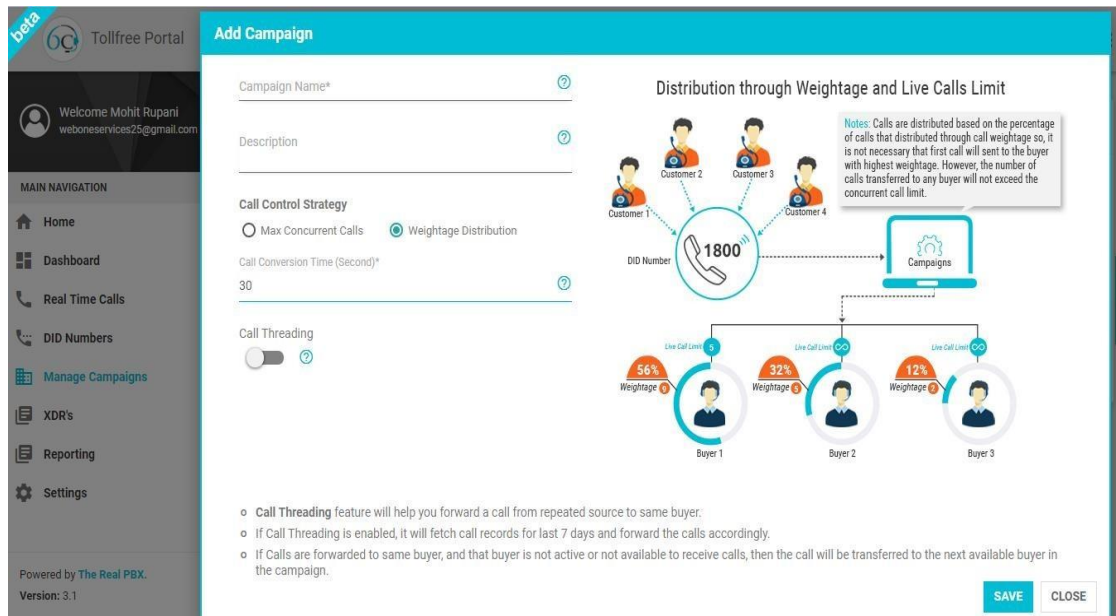 beta
Tollfree Portal
Welcome Mohit Rupani
weboneservices25@gmail.com
MAIN NAVIGATION
Home
Dashboard
Real Time Calls
DID Numbers
Manage Campaigns
XDR's
Reporting
Settings
Powered by The Real PBX.
Version: 3.1
Add Campaign
Campaign Name*
Description
Call Control Strategy
Max Concurrent Calls
Weightage Distribution
Call Conversion Time (Second)*
30
Call Threading
Distribution through Weightage and Live Calls Limit
Notes: Calls are distributed based on the percentage
of calls that distributed through call weightage so, it
is not necessary that first call will sent to the buyer
with highest weightage. However, the number of
calls transferred to any buyer will not exceed the
concurrent call limit.
Customer 1
Customer 2
Customer 3
Customer 4
DID Number
1800
Campaigns
Live Call Limit 5
Live Call Limit ∞
Live Call Limit ∞
56%
Weightage 9
32%
Weightage 5
12%
Weightage 2
Buyer 1
Buyer 2
Buyer 3
Call Threading feature will help you forward a call from repeated source to same buyer.
If Call Threading is enabled, it will fetch call records for last 7 days and forward the calls accordingly.
If Calls are forwarded to same buyer, and that buyer is not active or not available to receive calls, then the call will be transferred to the next available buyer in
the campaign.
SAVE
CLOSE